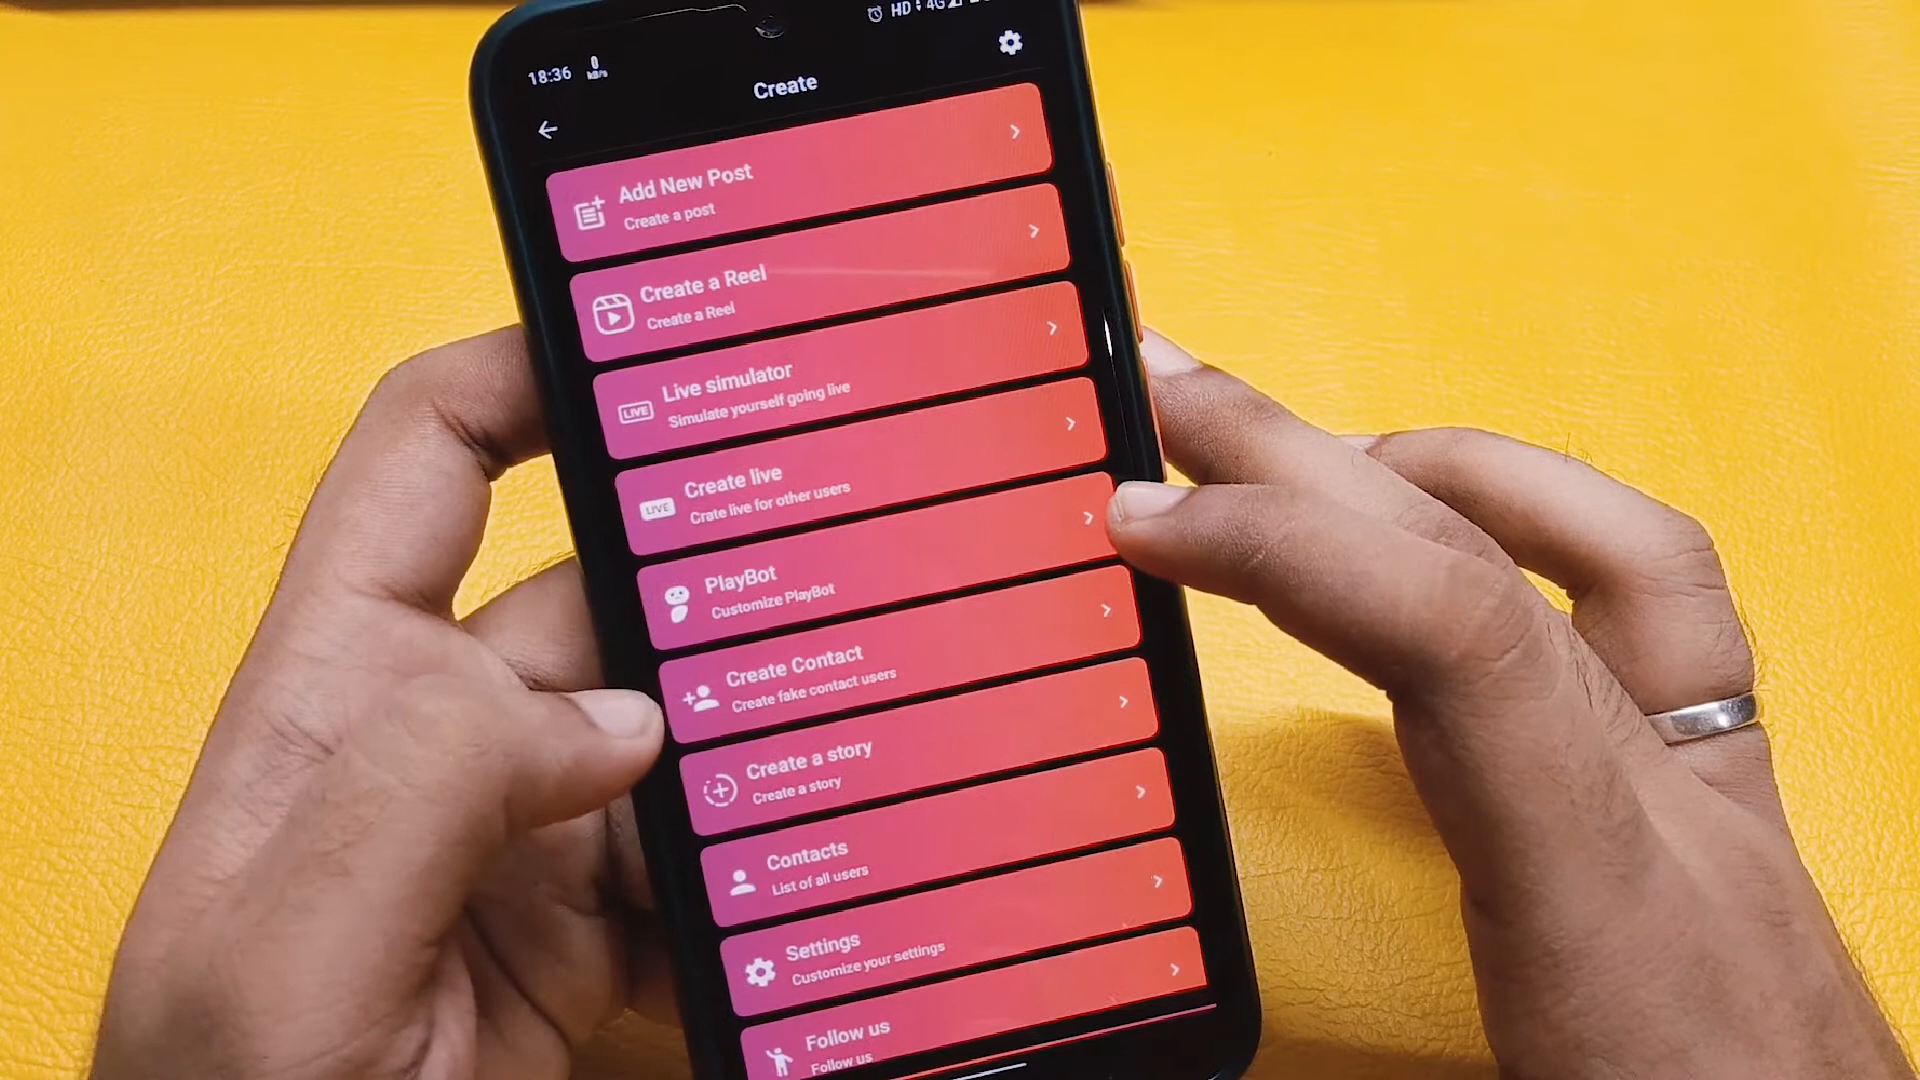 HD 4G
18:36 0
kB/s
Create
Add New Post
Create a post
Create a Reel
Create a Reel
Live simulator
LIVE
Simulate yourself going live
Create live
LIVE
Crate live for other users
PlayBot
Customize PlayBot
Create Contact
Create fake contact users
Create a story
Create a story
Contacts
List of all users
Settings
Customize your settings
Follow us
Follow us